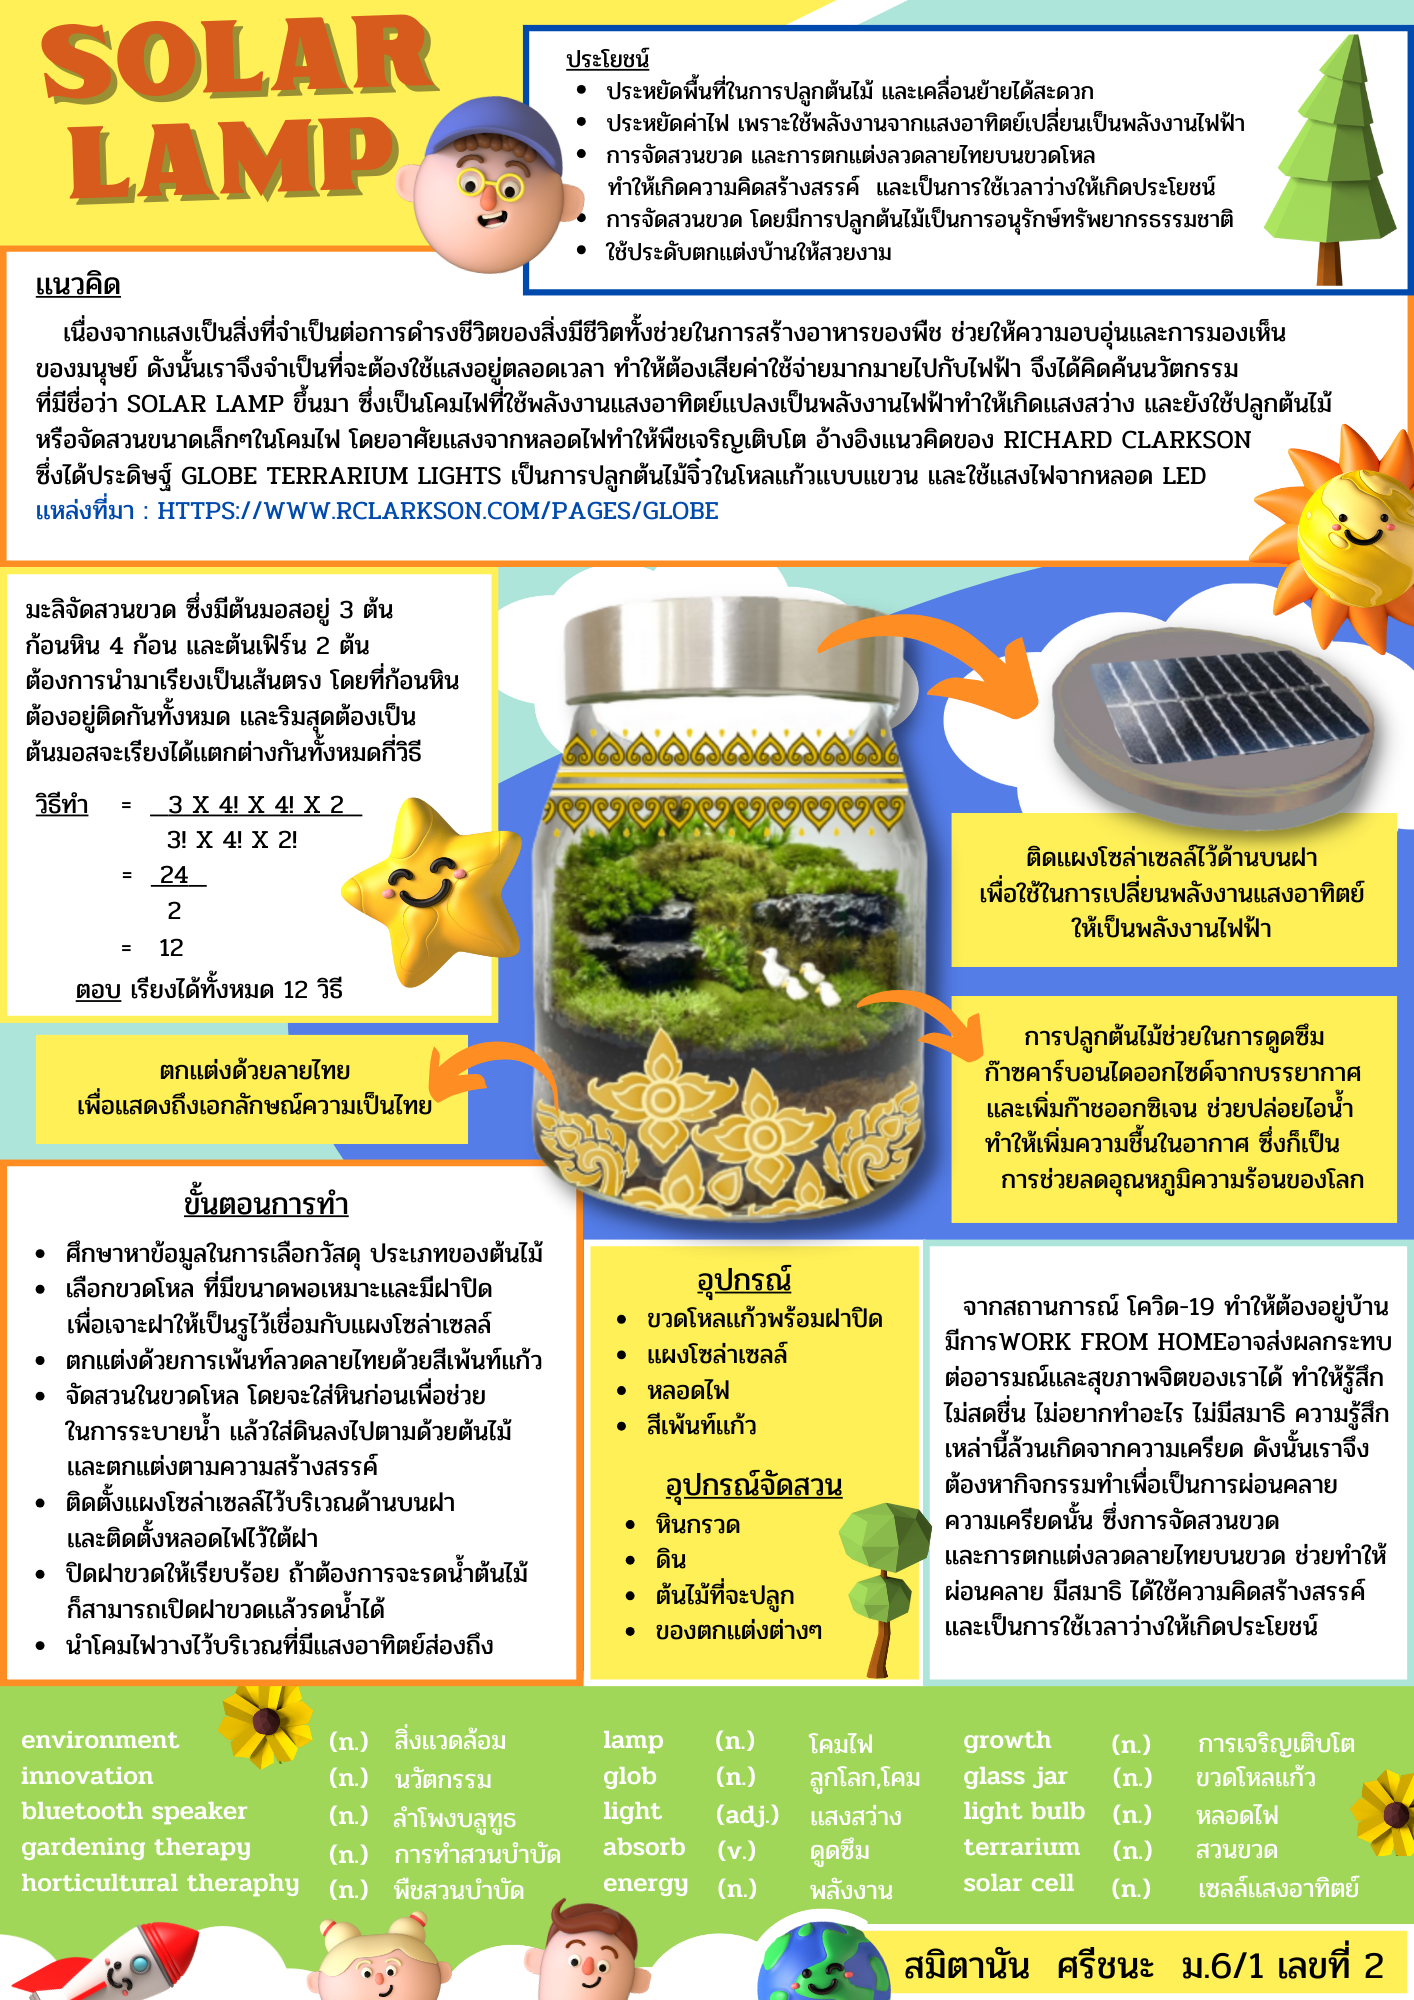 SOLAR
LAMP
ประโยชน์
• ประหยัดพื้นที่ในการปลูกต้นไม้ และเคลื่อนย้ายได้สะดวก
• ประหยัดค่าไฟ เพราะใช้พลังงานจากแสงอาทิตย์เปลี่ยนเป็นพลังงานไฟฟ้า
• การจัดสวนขวด และการตกแต่งลวดลายไทยบนขวดโหล
ทำให้เกิดความคิดสร้างสรรค์ และเป็นการใช้เวลาว่างให้เกิดประโยชน์
• การจัดสวนขวด โดยมีการปลูกต้นไม้เป็นการอนุรักษ์ทรัพยากรธรรมชาติ
• ใช้ประดับตกแต่งบ้านให้สวยงาม
แนวคิด
เนื่องจากแสงเป็นสิ่งที่จำเป็นต่อการดำรงชีวิตของสิ่งมีชีวิตทั้งช่วยในการสร้างอาหารของพืช ช่วยให้ความอบอุ่นและการมองเห็น
ของมนุษย์ ดังนั้นเราจึงจำเป็นที่จะต้องใช้แสงอยู่ตลอดเวลา ทำให้ต้องเสียค่าใช้จ่ายมากมายไปกับไฟฟ้า จึงได้คิดค้นนวัตกรรม
ที่มีชื่อว่า SOLAR LAMP ขึ้นมา ซึ่งเป็นโคมไฟที่ใช้พลังงานแสงอาทิตย์แปลงเป็นพลังงานไฟฟ้าทำให้เกิดแสงสว่าง และยังใช้ปลูกต้นไม้
หรือจัดสวนขนาดเล็กๆในโคมไฟ โดยอาศัยแสงจากหลอดไฟทำให้พืชเจริญเติบโต อ้างอิงแนวคิดของ RICHARD CLARKSON
ซึ่งได้ประดิษฐ์ GLOBE TERRARIUM LIGHTS เป็นการปลูกต้นไม้จิ๋วในโหลแก้วแบบแขวน และใช้แสงไฟจากหลอด LED
แหล่งที่มา : HTTPS://WWW.RCLARKSON.COM/PAGES/GLOBE
มะลิจัดสวนขวด ซึ่งมีต้นมอสอยู่ 3 ต้น
ก้อนหิน 4 ก้อน และต้นเฟิร์น 2 ต้น
ต้องการนำมาเรียงเป็นเส้นตรง โดยที่ก้อนหิน
ต้องอยู่ติดกันทั้งหมด และริมสุดต้องเป็น
ต้นมอสจะเรียงได้แตกต่างกันทั้งหมดกี่วิธี
วิธีทำ = 3 X 4! X 4! X 2
3! X 4! X 2!
= 24
2
= 12
ตอบ เรียงได้ทั้งหมด 12 วิธี
ติดแผงโซล่าเซลล์ไว้ด้านบนฝา
เพื่อใช้ในการเปลี่ยนพลังงานแสงอาทิตย์
ให้เป็นพลังงานไฟฟ้า
การปลูกต้นไม้ช่วยในการดูดซึม
ก๊าซคาร์บอนไดออกไซด์จากบรรยากาศ
และเพิ่มก๊าชออกซิเจน ช่วยปล่อยไอน้ำ
ทำให้เพิ่มความชื้นในอากาศ ซึ่งก็เป็น
การช่วยลดอุณหภูมิความร้อนของโลก
ตกแต่งด้วยลายไทย
เพื่อแสดงถึงเอกลักษณ์ความเป็นไทย
ขั้นตอนการทำ
• ศึกษาหาข้อมูลในการเลือกวัสดุ ประเภทของต้นไม้
• เลือกขวดโหล ที่มีขนาดพอเหมาะและมีฝาปิด
เพื่อเจาะฝาให้เป็นรูไว้เชื่อมกับแผงโซล่าเซลล์
• ตกแต่งด้วยการเพ้นท์ลวดลายไทยด้วยสีเพ้นท์แก้ว
• จัดสวนในขวดโหล โดยจะใส่หินก่อนเพื่อช่วย
ในการระบายน้ำ แล้วใส่ดินลงไปตามด้วยต้นไม้
และตกแต่งตามความสร้างสรรค์
• ติดตั้งแผงโซล่าเซลล์ไว้บริเวณด้านบนฝา
และติดตั้งหลอดไฟไว้ใต้ฝา
• ปิดฝาขวดให้เรียบร้อย ถ้าต้องการจะรดน้ำต้นไม้
ก็สามารถเปิดฝาขวดแล้วรดน้ำได้
• นำโคมไฟวางไว้บริเวณที่มีแสงอาทิตย์ส่องถึง
อุปกรณ์
• ขวดโหลแก้วพร้อมฝาปิด
• แผงโซล่าเซลล์
• หลอดไฟ
• สีเพ้นท์แก้ว
อุปกรณ์จัดสวน
• หินกรวด
• ดิน
• ต้นไม้ที่จะปลูก
• ของตกแต่งต่างๆ
จากสถานการณ์ โควิด-19 ทำให้ต้องอยู่บ้าน
มีการWORK FROM HOMEอาจส่งผลกระทบ
ต่ออารมณ์และสุขภาพจิตของเราได้ ทำให้รู้สึก
ไม่สดชื่น ไม่อยากทำอะไร ไม่มีสมาธิ ความรู้สึก
เหล่านี้ล้วนเกิดจากความเครียด ดังนั้นเราจึง
ต้องหากิจกรรมทำเพื่อเป็นการผ่อนคลาย
ความเครียดนั้น ซึ่งการจัดสวนขวด
และการตกแต่งลวดลายไทยบนขวด ช่วยทำให้
ผ่อนคลาย มีสมาธิ ได้ใช้ความคิดสร้างสรรค์
และเป็นการใช้เวลาว่างให้เกิดประโยชน์
environment (n.) สิ่งแวดล้อม
innovation (n.) นวัตกรรม
bluetooth speaker (n.) ลำโพงบลูทูธ
gardening therapy (n.) การทำสวนบำบัด
horticultural theraphy (n.) พืชสวนบำบัด
lamp (n.) โคมไฟ
glob (n.) ลูกโลก,โคม
light (adj.) แสงสว่าง
absorb (v.) ดูดซึม
energy (n.) พลังงาน
growth (n.) การเจริญเติบโต
glass jar (n.) ขวดโหลแก้ว
light bulb (n.) หลอดไฟ
terrarium (n.) สวนขวด
solar cell (n.) เซลล์แสงอาทิตย์
สมิตานัน ศรีชนะ ม.6/1 เลขที่ 2